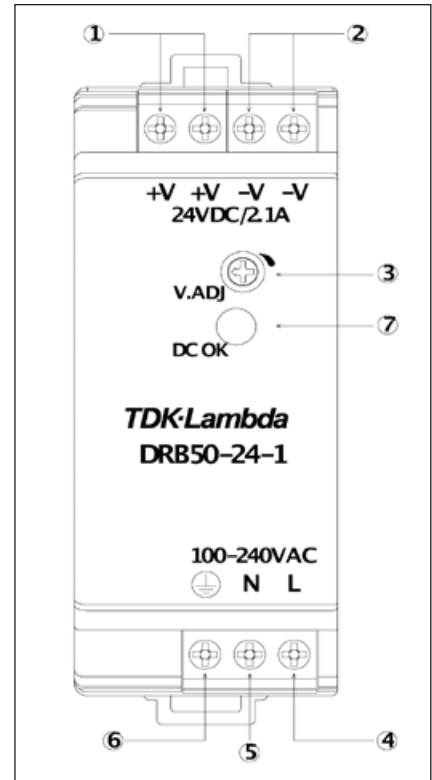 ① ②
+V +V -V -V
24VDC/2.1A
③
V.ADJ
⑦
DC OK
TDK·Lambda
DRB50-24-1
100-240VAC
N L
⑥ ⑤ ④